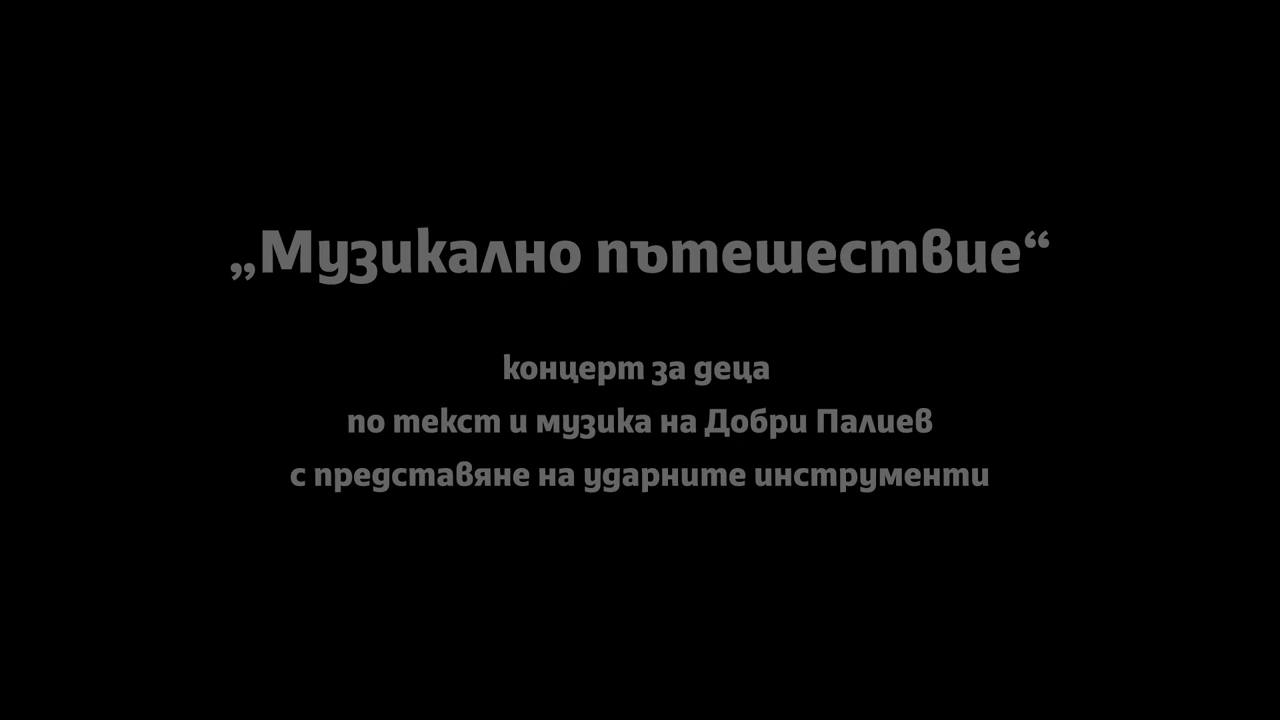 „Музикално пътешествие“
концерт за деца
по текст и музика на Добри Палиев
с представяне на ударните инструменти